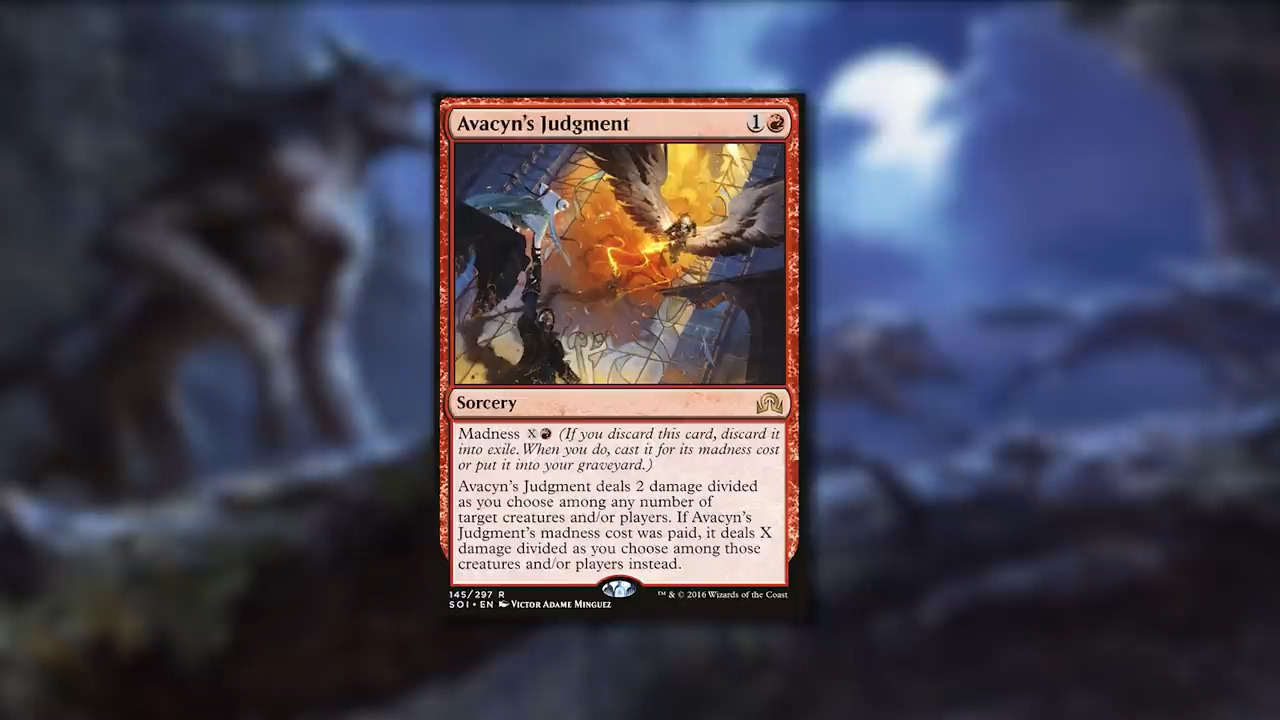 Avacyn's Judgment 1
Sorcery
Madness X (If you discard this card, discard it
into exile. When you do, cast it for its madness cost
or put it into your graveyard.)
Avacyn's Judgment deals 2 damage divided
as you choose among any number of
target creatures and/or players. If Avacyn's
Judgment's madness cost was paid, it deals X
damage divided as you choose among those
creatures and/or players instead.
145/297 R ™ & © 2016 Wizards of the Coast
SOI • EN Victor Adame Minguez